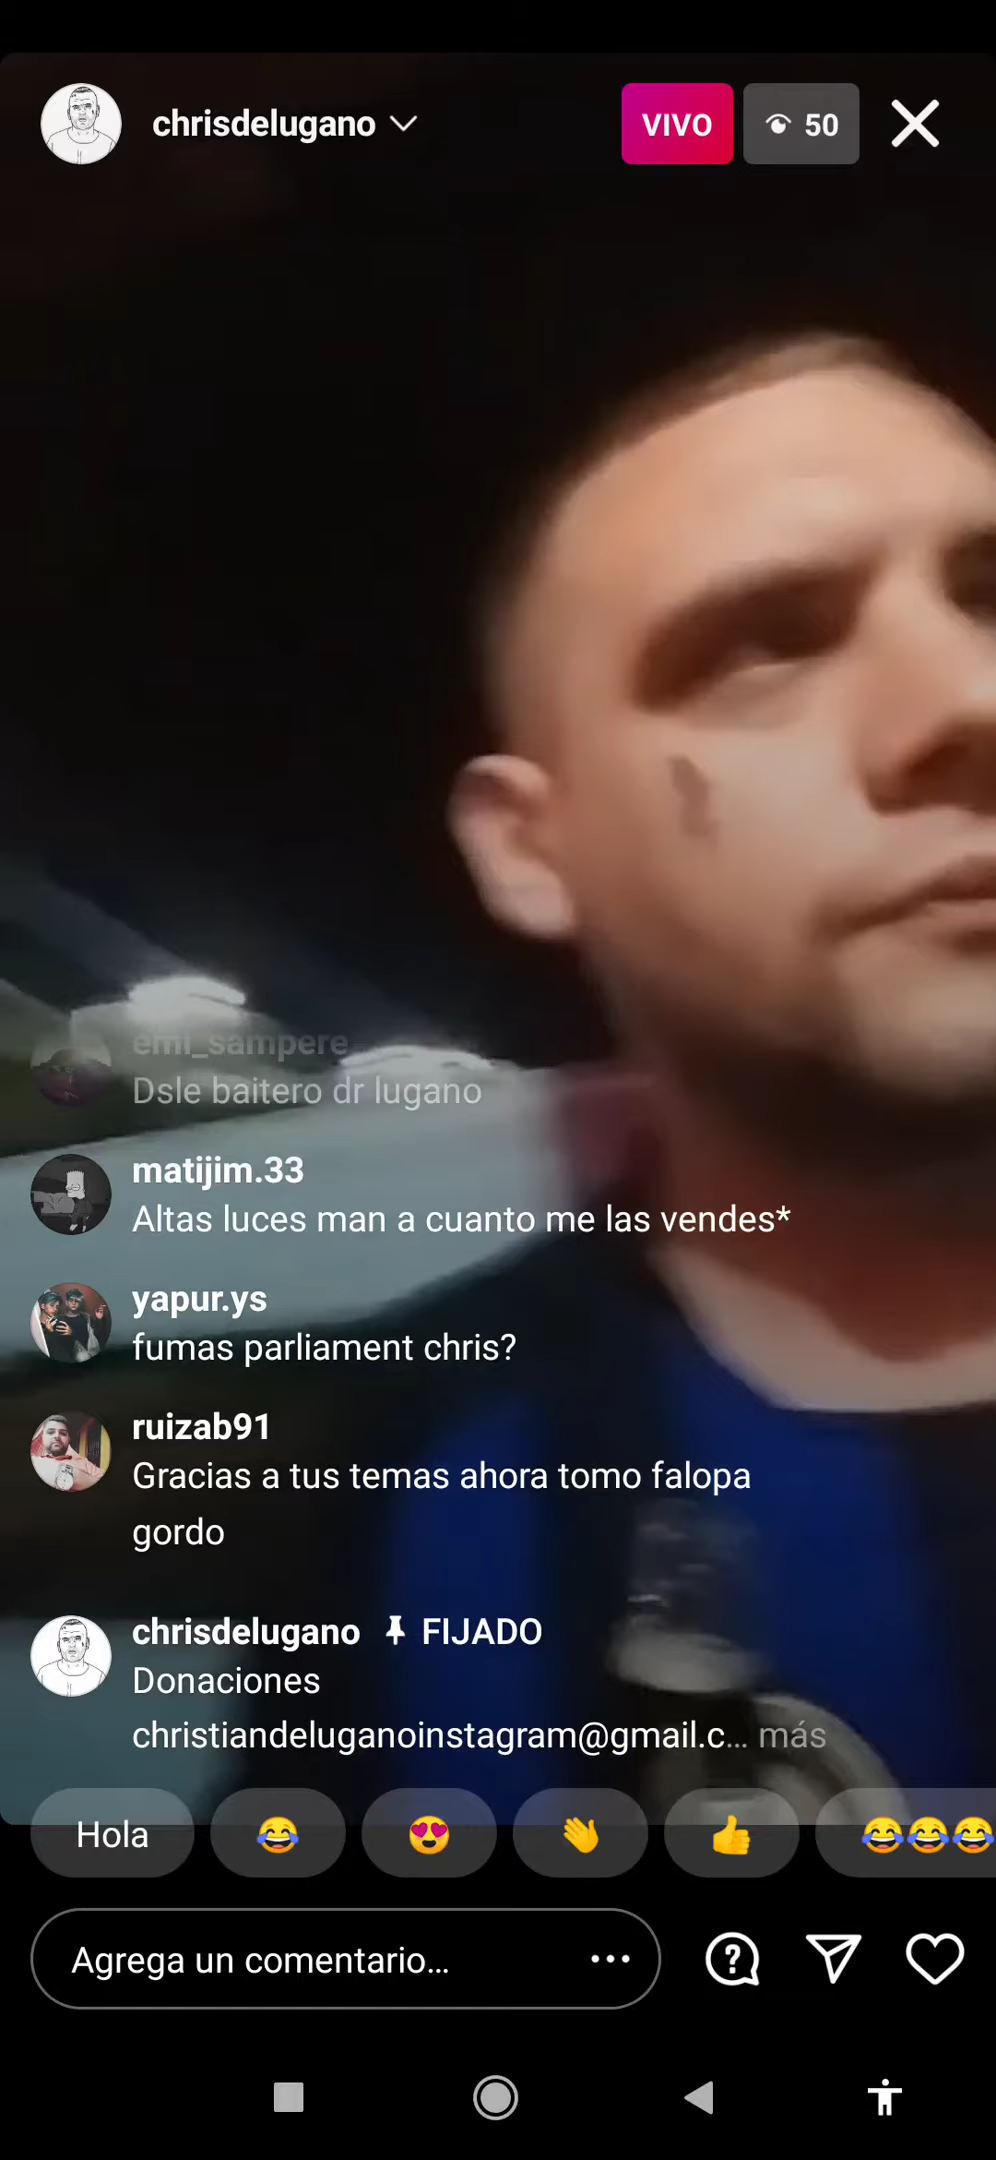 chrisdelugano
VIVO
50
emi_sampere
Dsle baitero dr lugano
matijim.33
Altas luces man a cuanto me las vendes*
yapur.ys
fumas parliament chris?
ruizab91
Gracias a tus temas ahora tomo falopa
gordo
chrisdelugano FIJADO
Donaciones
christiandeluganoinstagram@gmail.c... más
Hola
Agrega un comentario...